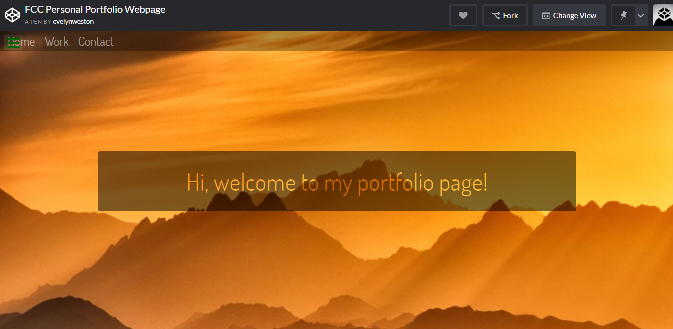 FCC Personal Portfolio Webpage
A PEN BY evelynweston
Fork
Change View
Home Work Contact
Hi, welcome to my portfolio page!